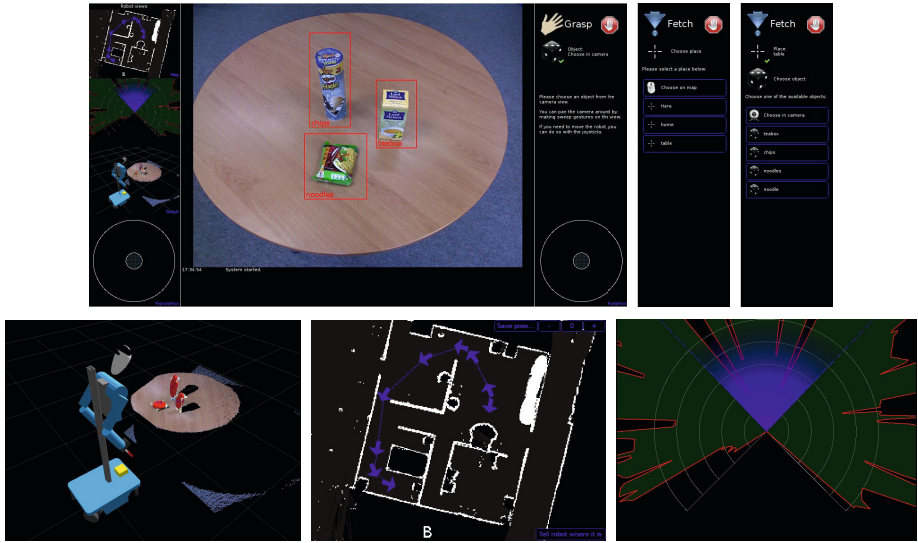 Robot views
B
Map
chips
teabox
noodles
17:34:54 System started.
Grasp
Object:
Choose in camera
Please choose an object from the
camera view.
You can pan the camera around by
making sweep gestures on the view.
If you need to move the robot,you
can do so with the joysticks.
Fetch
Choose place
Please select a place below.
Choose on map
Here
home
table
Fetch
Place:
table
Choose object
Choose one of the available objects:
Choose in camera
teabox
chips
noodles
noodle
Save pose...
-
0
+
B
Tell robot where it is